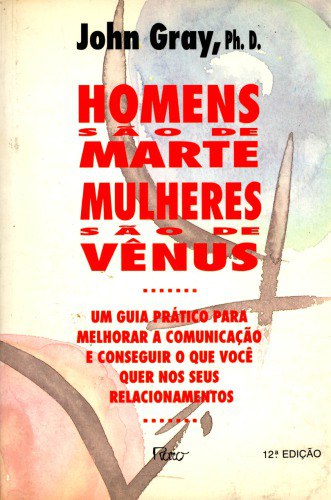 John Gray, Ph. D.
HOMENS
SÃO DE
MARTE
MULHERES
SÃO DE
VÊNUS
UM GUIA PRÁTICO PARA
MELHORAR A COMUNICAÇÃO
E CONSEGUIR O QUE VOCÊ
QUER NOS SEUS
RELACIONAMENTOS
Rocco
12ª EDIÇÃO